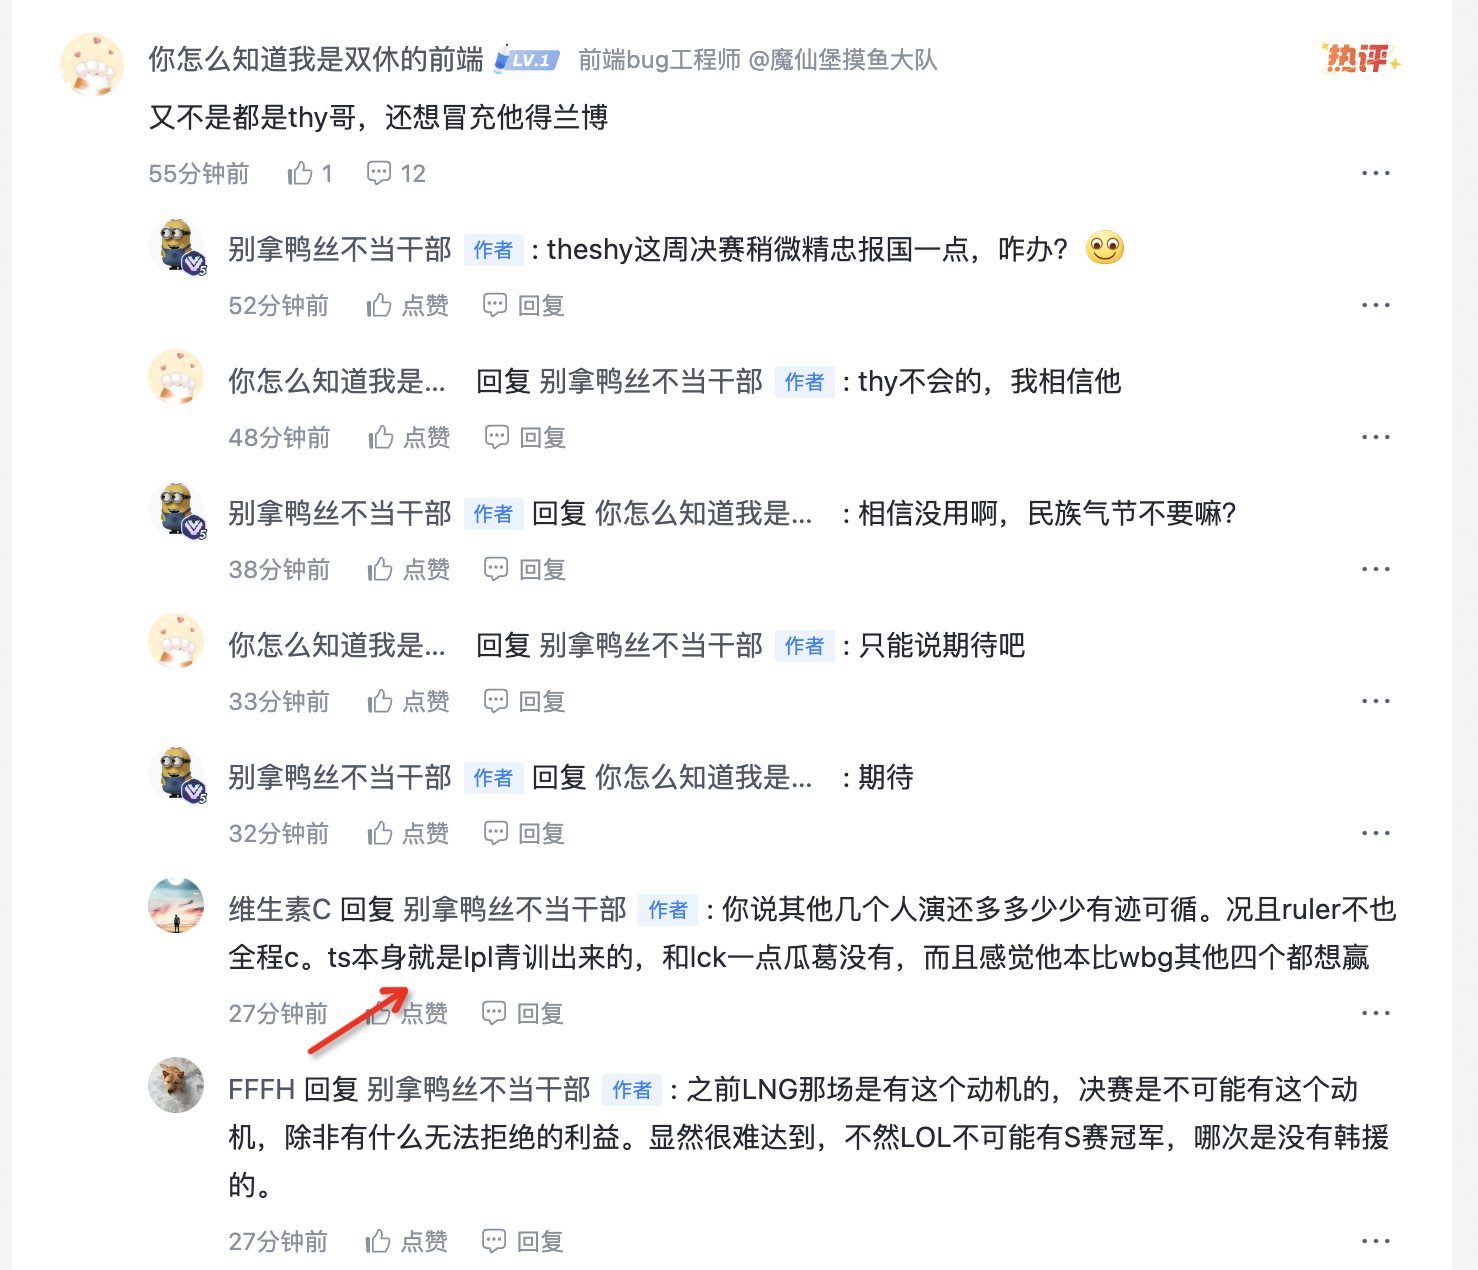 你怎么知道我是双休的前端 LV.1 前端bug工程师 @魔仙堡摸鱼大队 热评
又不是都是thy哥，还想冒充他得兰博
55分钟前 1 12
别拿鸭丝不当干部 作者 : theshy这周决赛稍微精忠报国一点，咋办？
52分钟前 点赞 回复
你怎么知道我是... 回复 别拿鸭丝不当干部 作者 : thy不会的，我相信他
48分钟前 点赞 回复
别拿鸭丝不当干部 作者 回复 你怎么知道我是... : 相信没用啊，民族气节不要嘛？
38分钟前 点赞 回复
你怎么知道我是... 回复 别拿鸭丝不当干部 作者 : 只能说期待吧
33分钟前 点赞 回复
别拿鸭丝不当干部 作者 回复 你怎么知道我是... : 期待
32分钟前 点赞 回复
维生素C 回复 别拿鸭丝不当干部 作者 : 你说其他几个人演还多多少少有迹可循。况且ruler不也
全程c。ts本身就是lpl青训出来的，和lck一点瓜葛没有，而且感觉他本比wbg其他四个都想赢
27分钟前 点赞 回复
FFFH 回复 别拿鸭丝不当干部 作者 : 之前LNG那场是有这个动机的，决赛是不可能有这个动
机，除非有什么无法拒绝的利益。显然很难达到，不然LOL不可能有S赛冠军，哪次是没有韩援
的。
27分钟前 点赞 回复